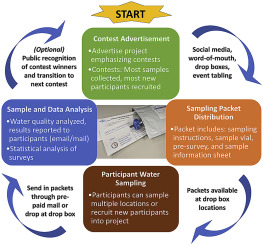 START
Contest Advertisement
• Advertise project
emphasizing contests
• Contests: Most samples
collected, most new
participants recruited
(Optional)
Public recognition
of contest winners
and transition to
next contest
Social media,
word-of-mouth,
drop boxes,
event tabling
Sample and Data Analysis
• Water quality analyzed,
results reported to
participants (email/mail)
• Statistical analysis of
surveys
Sampling Packet
Distribution
• Packet includes: sampling
instructions, sample vial,
pre-survey, and sample
information sheet
Participant Water
Sampling
• Participants can sample
multiple locations or
recruit new participants
into project
Send in packets
through pre-
paid mail or
drop at drop box
Packets available
at drop box
locations